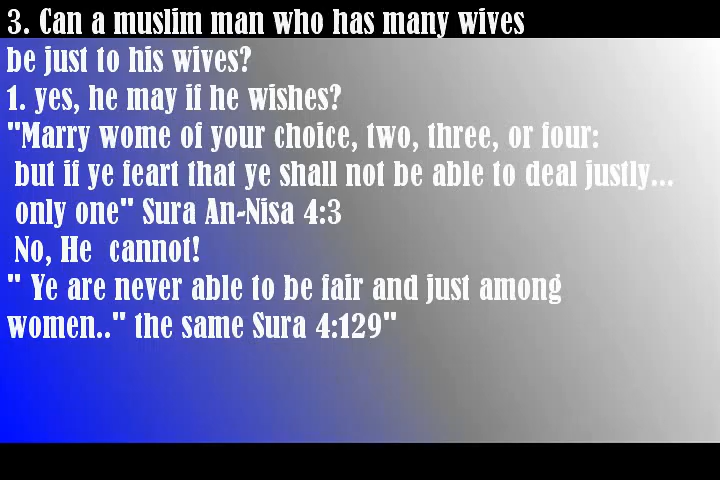 3. Can a muslim man who has many wives
be just to his wives?
1. yes, he may if he wishes?
"Marry wome of your choice, two, three, or four:
but if ye feart that ye shall not be able to deal justly...
only one" Sura An-Nisa 4:3
No, He cannot!
" Ye are never able to be fair and just among
women.." the same Sura 4:129"